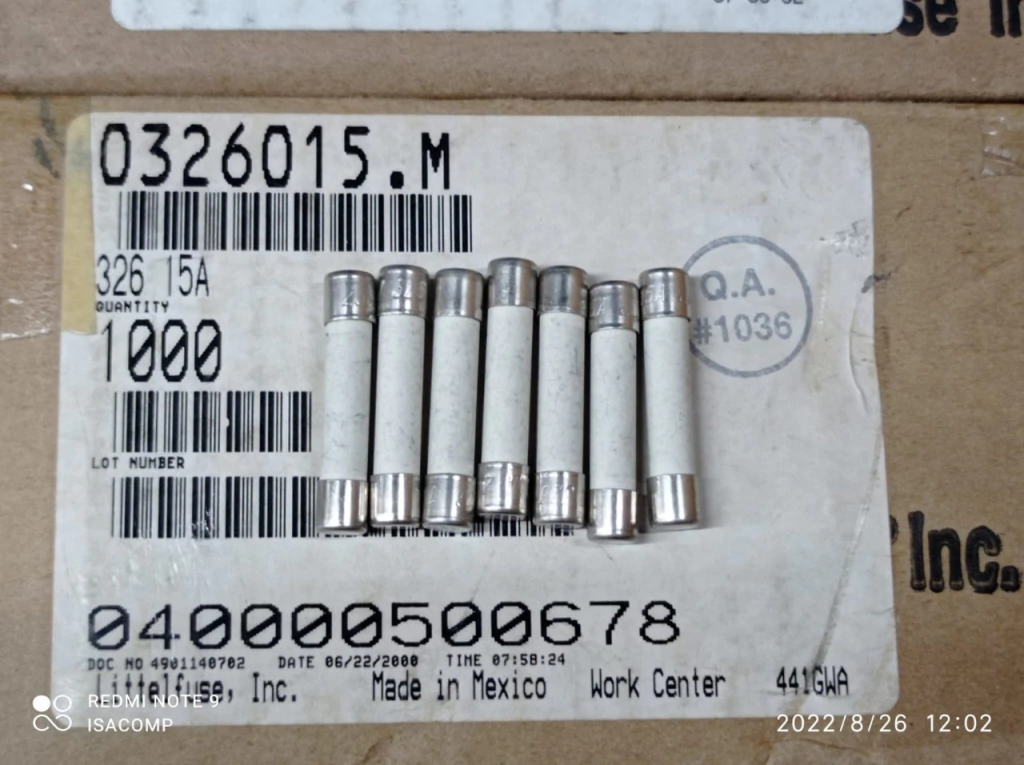 se In
0326015.M
326 15A
QUANTITY
1000
Q.A.
#1036
LOT NUMBER
Inc.
040000500678
DOC NO 4901140702 DATE 06/22/2000 TIME 07:58:24
Littelfuse, Inc. Made in Mexico Work Center 441GWA
REDMI NOTE 9
ISACOMP
2022/8/26 12:02